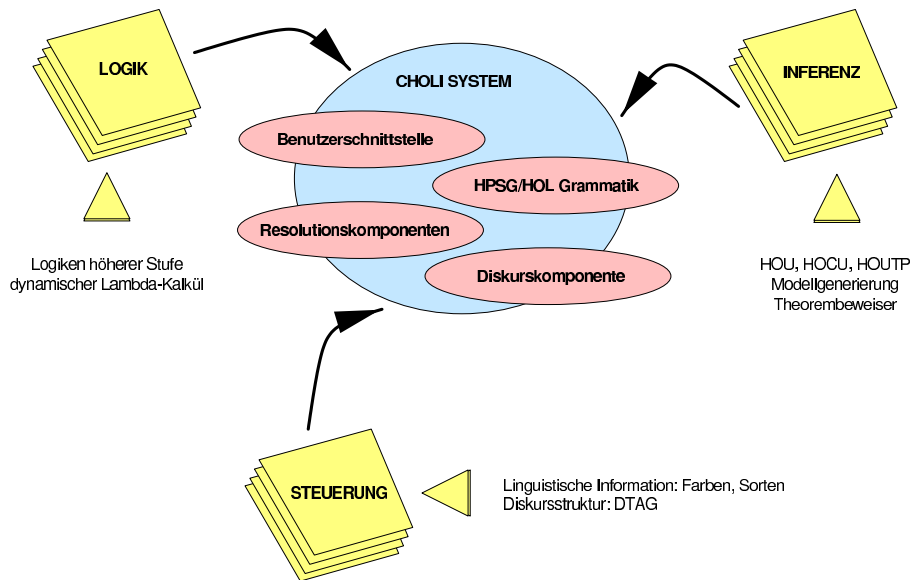 LOGIK
CHOLI SYSTEM
INFERENZ
Benutzerschnittstelle
HPSG/HOL Grammatik
Resolutionskomponenten
Diskurskomponente
Logiken höherer Stufe
dynamischer Lambda-Kalkül
HOU, HOCU, HOUTP
Modellgenerierung
Theorembeweiser
STEUERUNG
Linguistische Information: Farben, Sorten
Diskursstruktur: DTAG